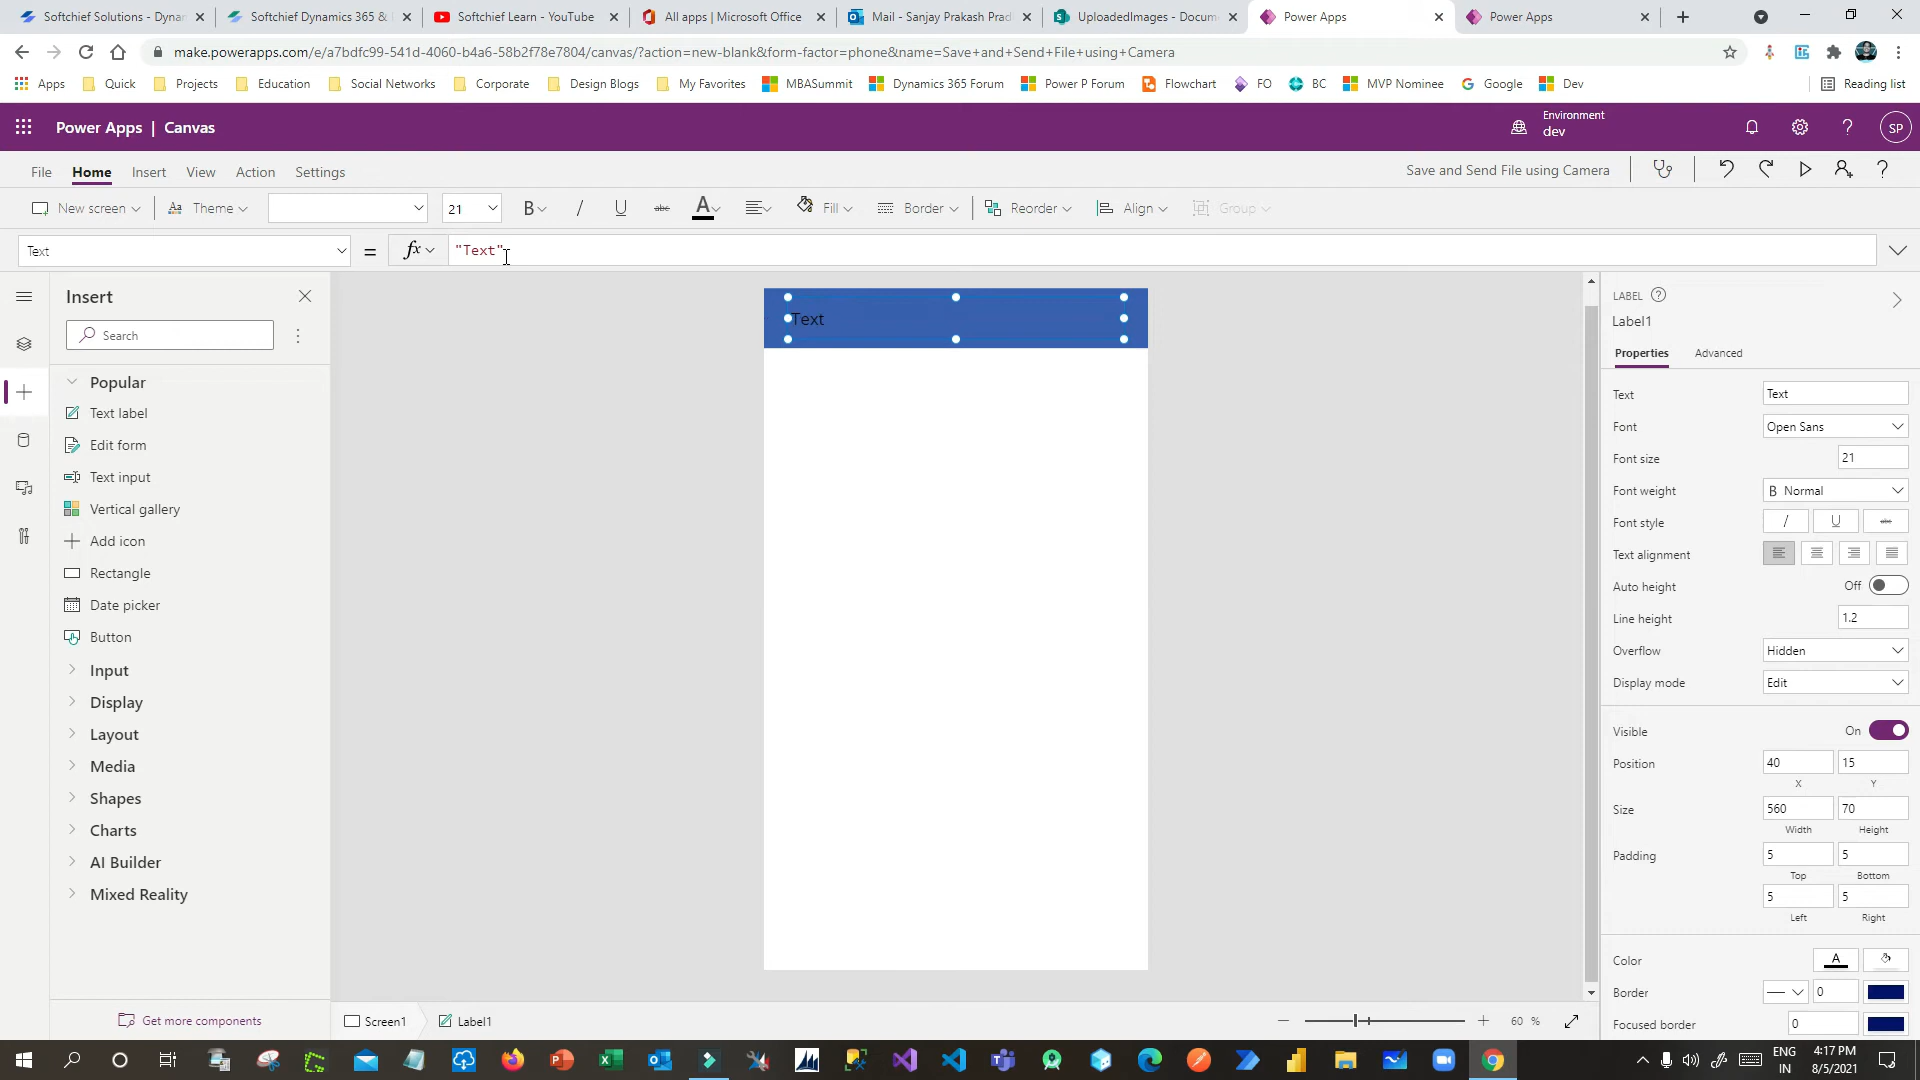 Softchief Solutions - Dynar
Softchief Dynamics 365 &
Softchief Learn - YouTube
All apps | Microsoft Office
Mail - Sanjay Prakash Prad
UploadedImages - Docum
Power Apps
Power Apps
make.powerapps.com/e/a7bdfc99-541d-4060-b4a6-58b2f78e7804/canvas/?action=new-blank&form-factor=phone&name=Save+and+Send+File+using+Camera
Apps
Quick
Projects
Education
Social Networks
Corporate
Design Blogs
My Favorites
MBASummit
Dynamics 365 Forum
Power P Forum
Flowchart
FO
BC
MVP Nominee
Google
Dev
Reading list
Power Apps | Canvas
Environment
dev
SP
File
Home
Insert
View
Action
Settings
Save and Send File using Camera
New screen
Theme
21
B
/
U
abc
A
Fill
Border
Reorder
Align
Group
Text
=
fx
"Text"
Insert
Search
Popular
Text label
Edit form
Text input
Vertical gallery
Add icon
Rectangle
Date picker
Button
Input
Display
Layout
Media
Shapes
Charts
AI Builder
Mixed Reality
Get more components
Text
Screen1
Label1
60 %
LABEL
Label1
Properties
Advanced
Text
Text
Font
Open Sans
Font size
21
Font weight
B Normal
Font style
/
U
abc
Text alignment
Auto height
Off
Line height
1.2
Overflow
Hidden
Display mode
Edit
Visible
On
Position
40
15
X
Y
Size
560
70
Width
Height
Padding
5
5
Top
Bottom
5
5
Left
Right
Color
A
Border
0
Focused border
0
ENG
IN
4:17 PM
8/5/2021